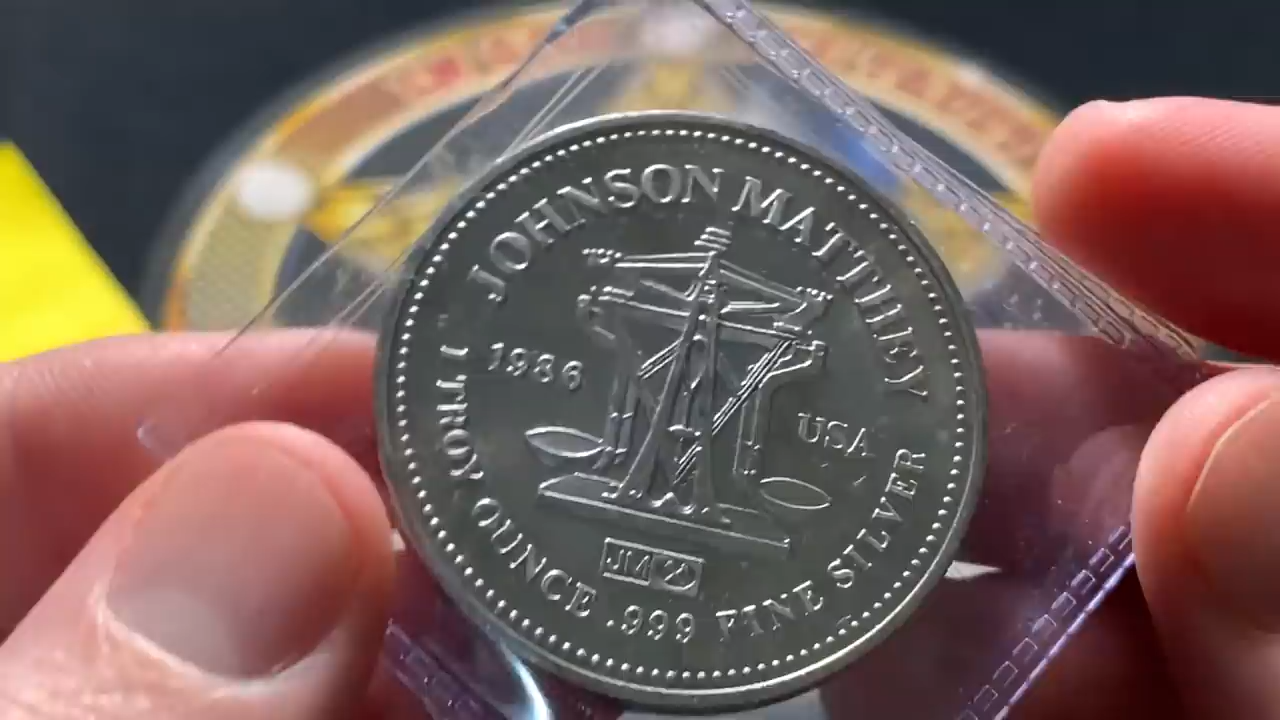 JOHNSON MATTHEY
1986
USA
JM
1 TROY OUNCE .999 FINE SILVER